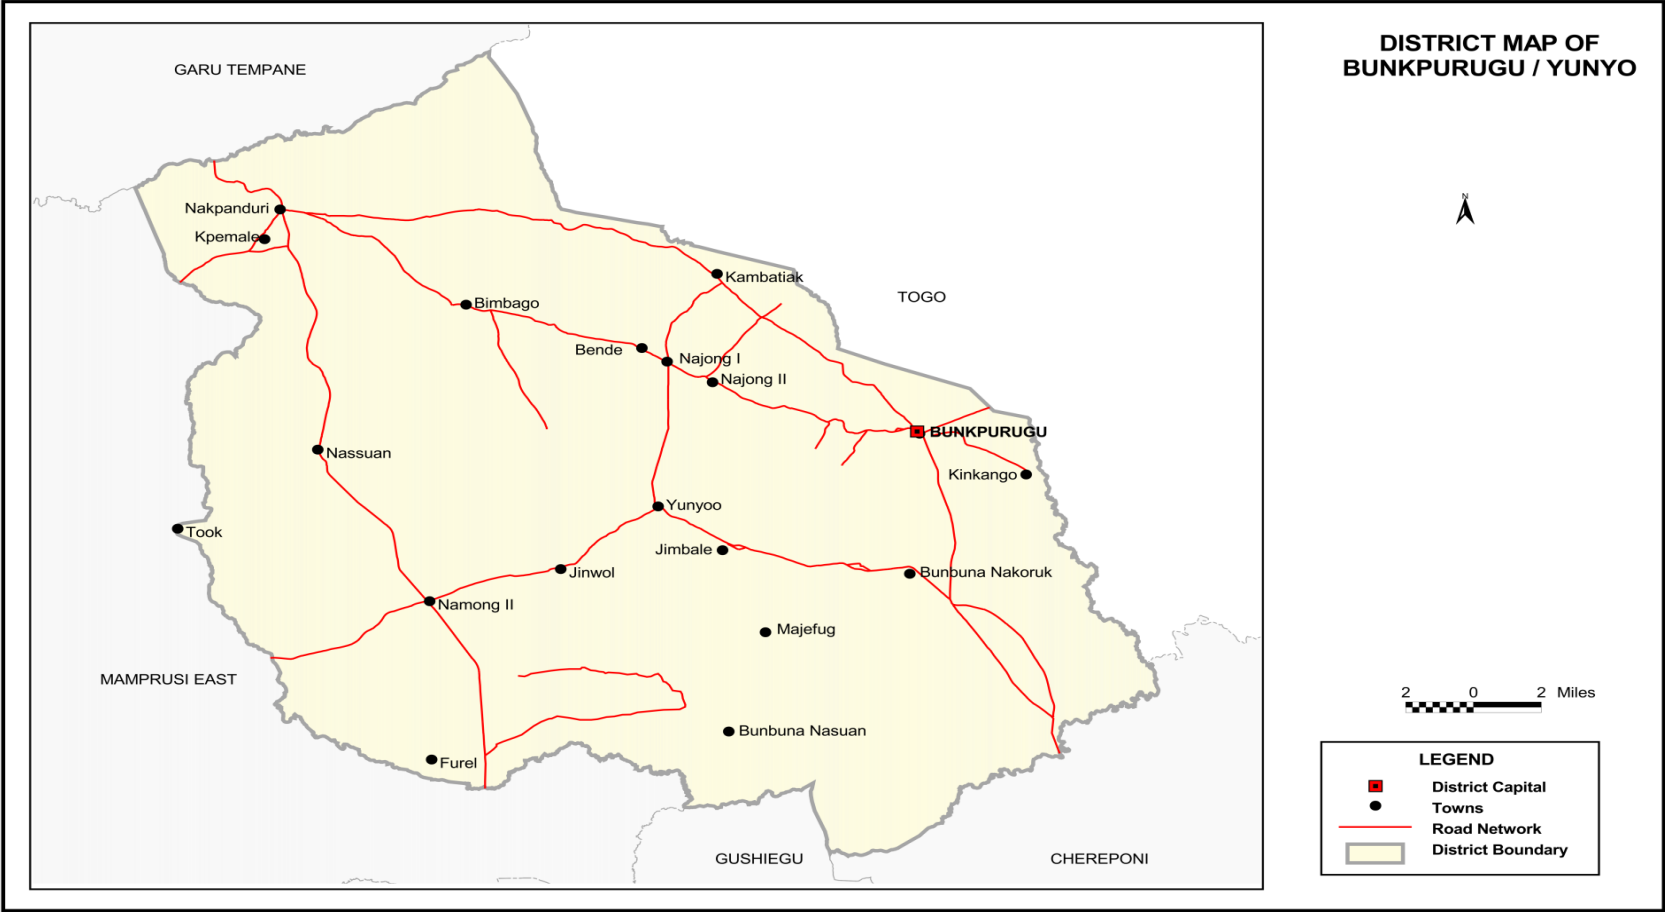 DISTRICT MAP OF
BUNKPURUGU / YUNYO
GARU TEMPANE
N
Nakpanduri
Kpemale
Kambatiak
TOGO
Bimbago
Bende
Najong I
Najong II
BUNKPURUGU
Nassuan
Kinkango
Yunyoo
Took
Jimbale
Jinwol
Bunbuna Nakoruk
Namong II
Majefug
MAMPRUSI EAST
2 0 2 Miles
Bunbuna Nasuan
Furel
GUSHIEGU
CHEREPONI
LEGEND
District Capital
Towns
Road Network
District Boundary